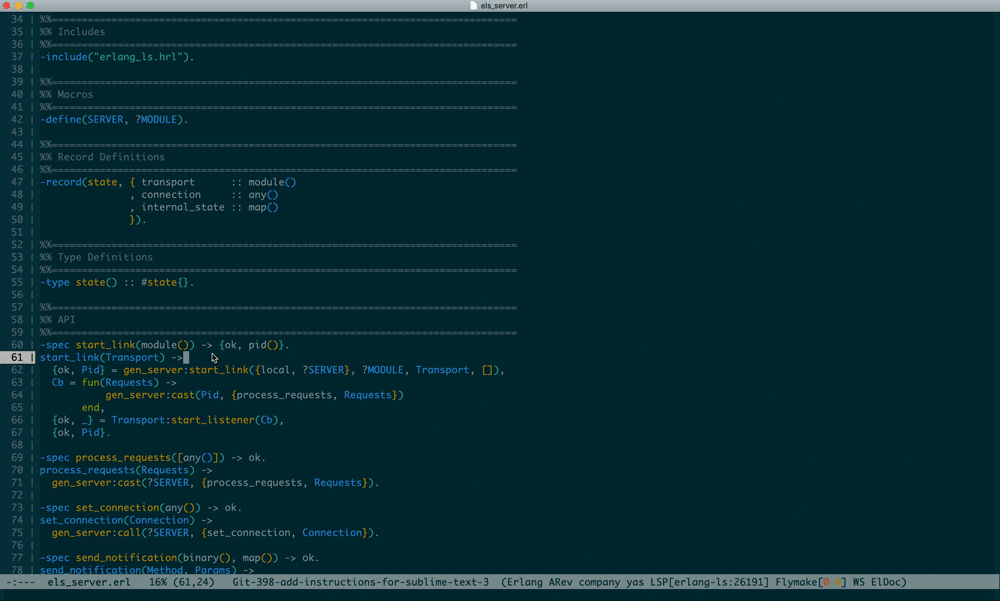 els_server.erl
34 | %%==============================================================================
35 | %% Includes
36 | %%==============================================================================
37 | -include("erlang_ls.hrl").
38 |
39 | %%==============================================================================
40 | %% Macros
41 | %%==============================================================================
42 | -define(SERVER, ?MODULE).
43 |
44 | %%==============================================================================
45 | %% Record Definitions
46 | %%==============================================================================
47 | -record(state, { transport      :: module()
48 |                , connection     :: any()
49 |                , internal_state :: map()
50 |                }).
51 |
52 | %%==============================================================================
53 | %% Type Definitions
54 | %%==============================================================================
55 | -type state() :: #state{}.
56 |
57 | %%==============================================================================
58 | %% API
59 | %%==============================================================================
60 | -spec start_link(module()) -> {ok, pid()}.
61 | start_link(Transport) ->
62 |   {ok, Pid} = gen_server:start_link({local, ?SERVER}, ?MODULE, Transport, []),
63 |   Cb = fun(Requests) ->
64 |            gen_server:cast(Pid, {process_requests, Requests})
65 |        end,
66 |   {ok, _} = Transport:start_listener(Cb),
67 |   {ok, Pid}.
68 |
69 | -spec process_requests([any()]) -> ok.
70 | process_requests(Requests) ->
71 |   gen_server:cast(?SERVER, {process_requests, Requests}).
72 |
73 | -spec set_connection(any()) -> ok.
74 | set_connection(Connection) ->
75 |   gen_server:call(?SERVER, {set_connection, Connection}).
76 |
77 | -spec send_notification(binary(), map()) -> ok.
78 | send_notification(Method, Params) ->
-:---  els_server.erl   16% (61,24)   Git-398-add-instructions-for-sublime-text-3  (Erlang ARev company yas LSP[erlang-ls:26191] Flymake[0 0] WS ElDoc)